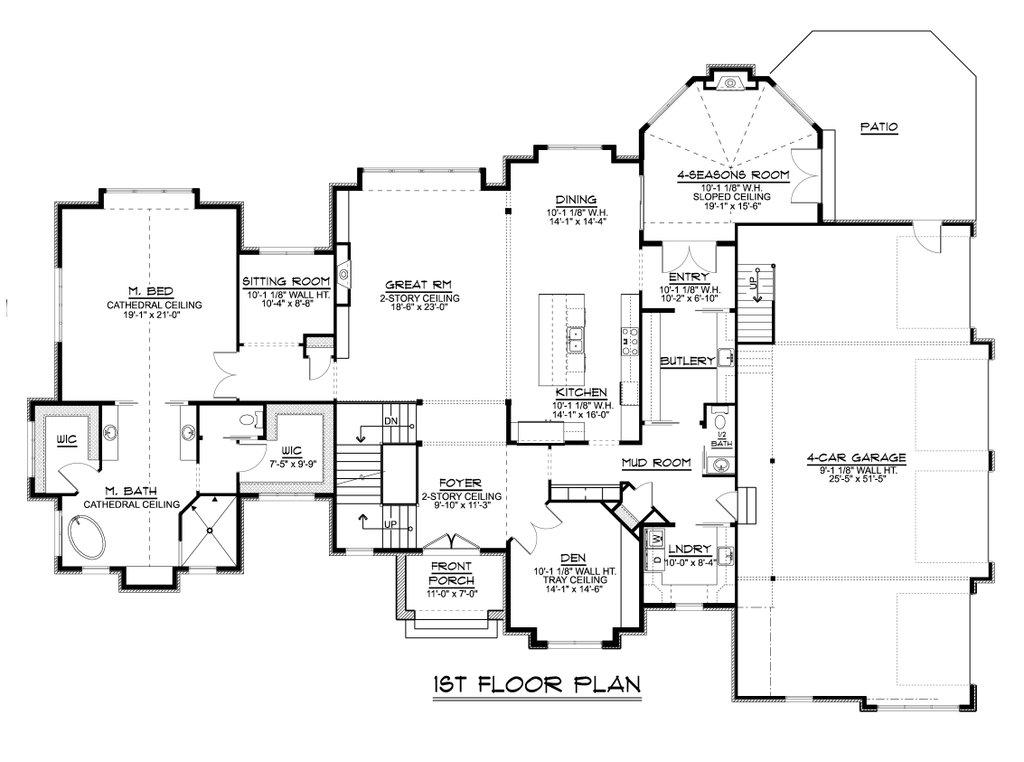 PATIO
4-SEASONS ROOM
10'-1 1/8" W.H.
SLOPED CEILING
19'-1" x 15'-6"
DINING
10'-1 1/8" W.H.
14'-1" x 14'-4"
M. BED
CATHEDRAL CEILING
19'-1" x 21'-0"
SITTING ROOM
10'-1 1/8" WALL HT.
10'-4" x 8'-8"
GREAT RM
2-STORY CEILING
18'-6" x 23'-0"
ENTRY
10'-1 1/8" W.H.
10'-2" x 6'-10"
UP
BUTLERY
KITCHEN
10'-1 1/8" W.H.
14'-1" x 16'-0"
DN
WIC
WIC
7'-5" x 9'-9"
1/2
BATH
MUD ROOM
4-CAR GARAGE
9'-1 1/8" WALL HT.
25'-5" x 51'-5"
M. BATH
CATHEDRAL CEILING
FOYER
2-STORY CEILING
9'-10" x 11'-3"
UP
W
D
LNDRY
10'-0" x 8'-4"
DEN
10'-1 1/8" WALL HT.
TRAY CEILING
14'-1" x 14'-6"
FRONT
PORCH
11'-0" x 7'-0"
1ST FLOOR PLAN